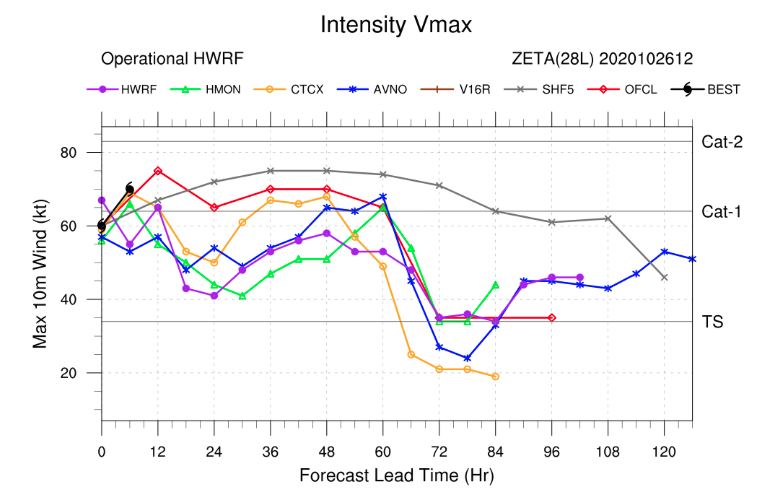 Intensity Vmax
Operational HWRF ZETA(28L) 2020102612
HWRF HMON CTCX AVNO V16R SHF5 OFCL BEST
Max 10m Wind (kt)
80
60
40
20
Cat-2
Cat-1
TS
0 12 24 36 48 60 72 84 96 108 120
Forecast Lead Time (Hr)